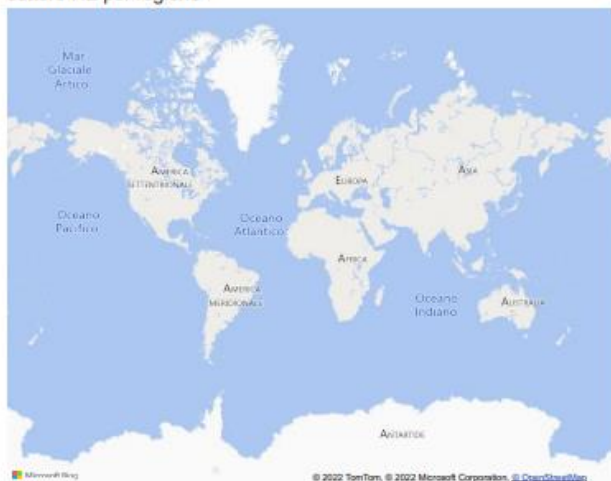 Mar
Glaciale
Artico
AMERICA
SETTENTRIONALE
EUROPA
ASIA
Oceano
Pacifico
Oceano
Atlantico
AFRICA
AMERICA
MERIDIONALE
Oceano
Indiano
AUSTRALIA
ANTARTIDE
Microsoft Bing
© 2022 TomTom, © 2022 Microsoft Corporation, © OpenStreetMap